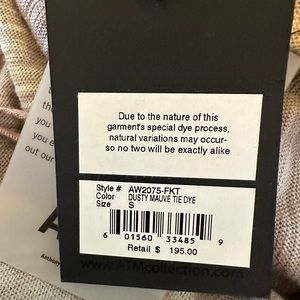 Due to the nature of this
garment's special dye process,
natural variations may occur-
so no two will be exactly alike
Style # AW2075-FKT
Color DUSTY MAUVE TIE DYE
Size S
6 01560 33485 9
Retail $ 195.00
www.ATMcollection.com
Anthony